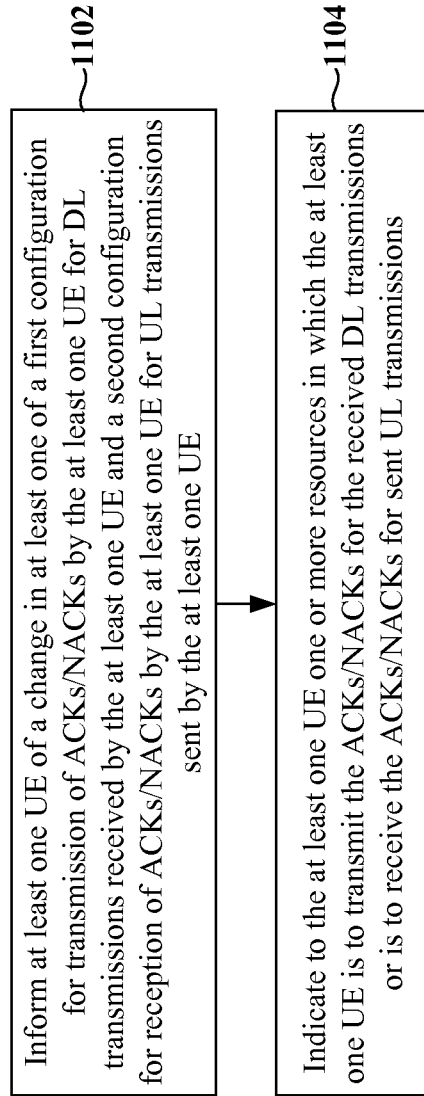 Inform at least one UE of a change in at least one of a first configuration
for transmission of ACKs/NACKs by the at least one UE for DL
transmissions received by the at least one UE and a second configuration
for reception of ACKs/NACKs by the at least one UE for UL transmissions
sent by the at least one UE
1102
Indicate to the at least one UE one or more resources in which the at least
one UE is to transmit the ACKs/NACKs for the received DL transmissions
or is to receive the ACKs/NACKs for sent UL transmissions
1104